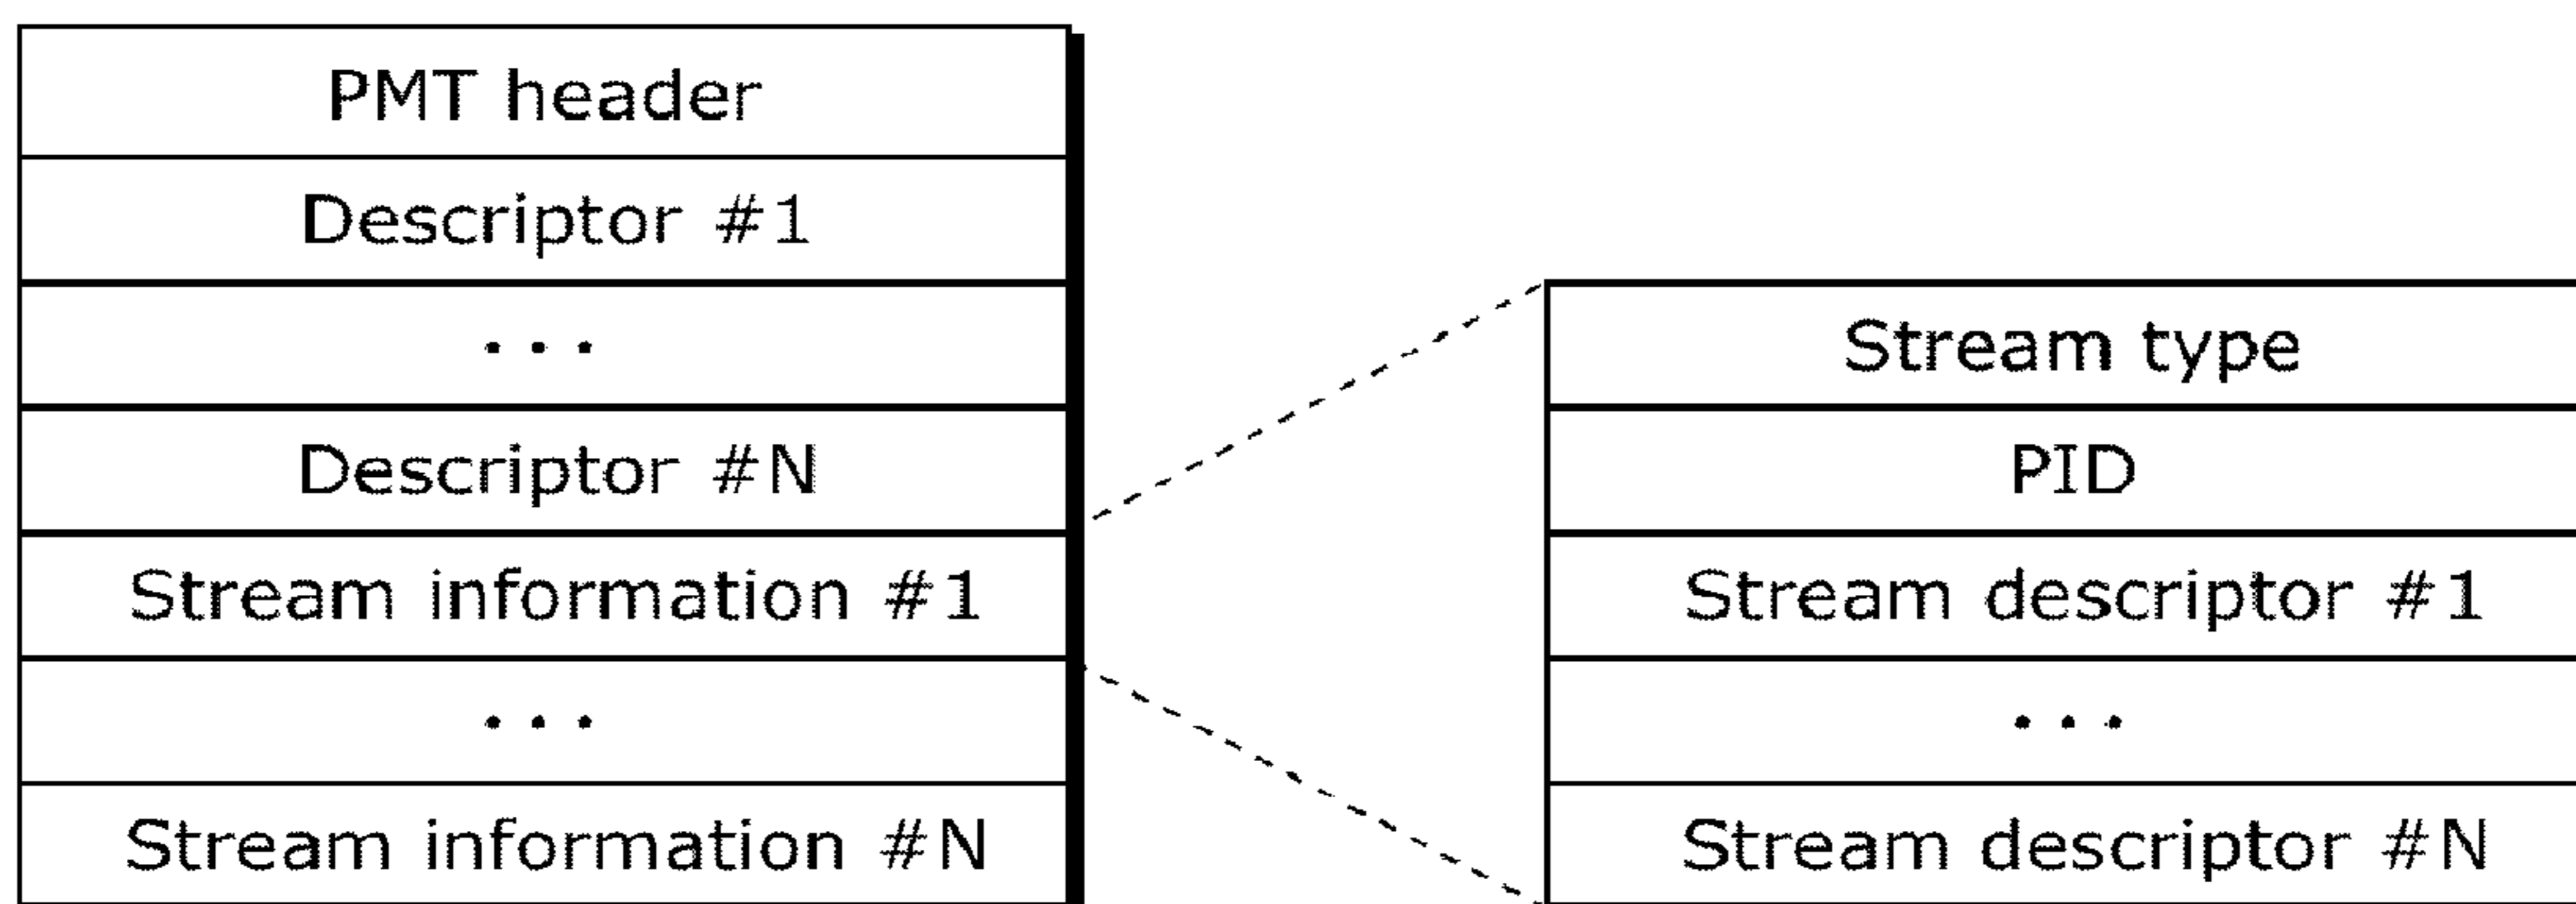 PMT header
Descriptor #1
...
Descriptor #N
Stream information #1
...
Stream information #N
Stream type
PID
Stream descriptor #1
...
Stream descriptor #N